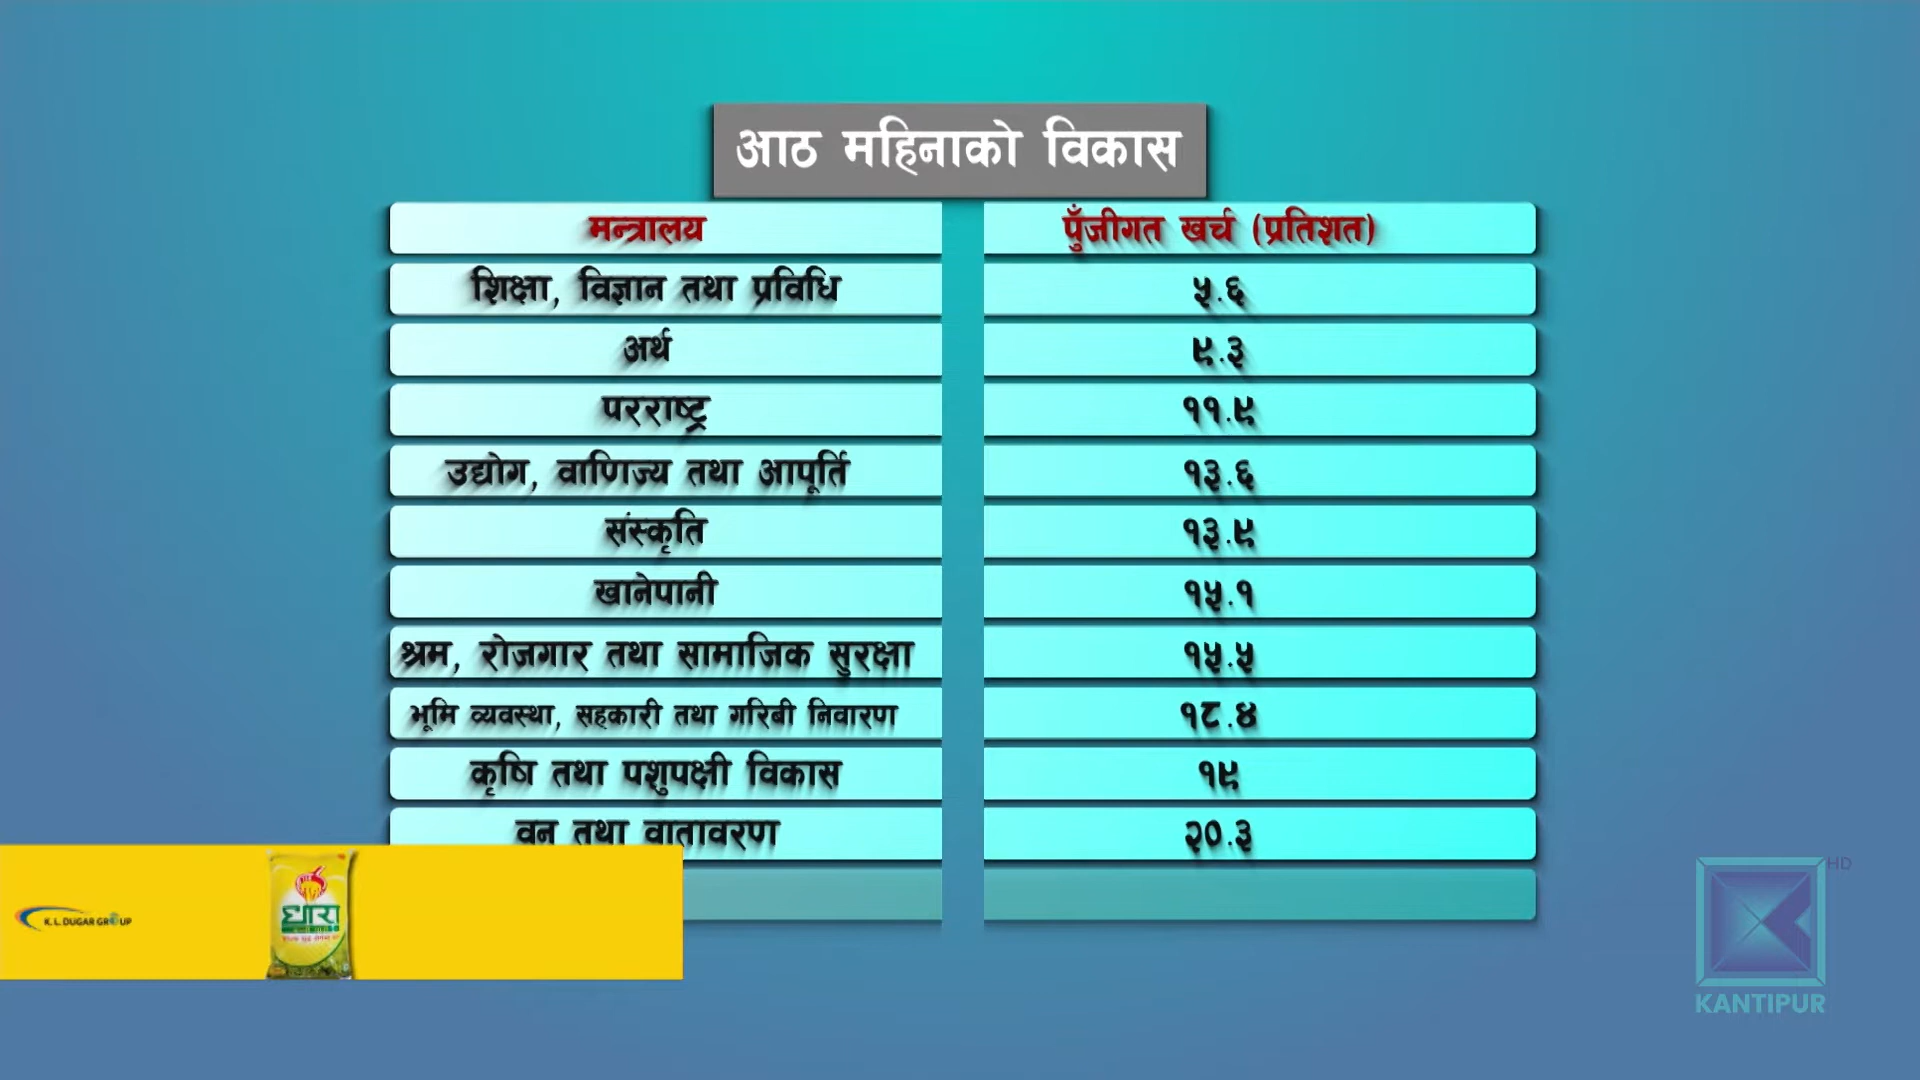 आठ महिनाको विकास
मन्त्रालय पुँजीगत खर्च (प्रतिशत)
शिक्षा, विज्ञान तथा प्रविधि ५.६
अर्थ ९.३
परराष्ट्र ११.९
उद्योग, वाणिज्य तथा आपूर्ति १३.६
संस्कृति १३.९
खानेपानी १५.१
श्रम, रोजगार तथा सामाजिक सुरक्षा १५.५
भूमि व्यवस्था, सहकारी तथा गरिबी निवारण १८.४
कृषि तथा पशुपक्षी विकास १९
वन तथा वातावरण २०.३
K.L. DUGAR GROUP
धारा
HD
KANTIPUR